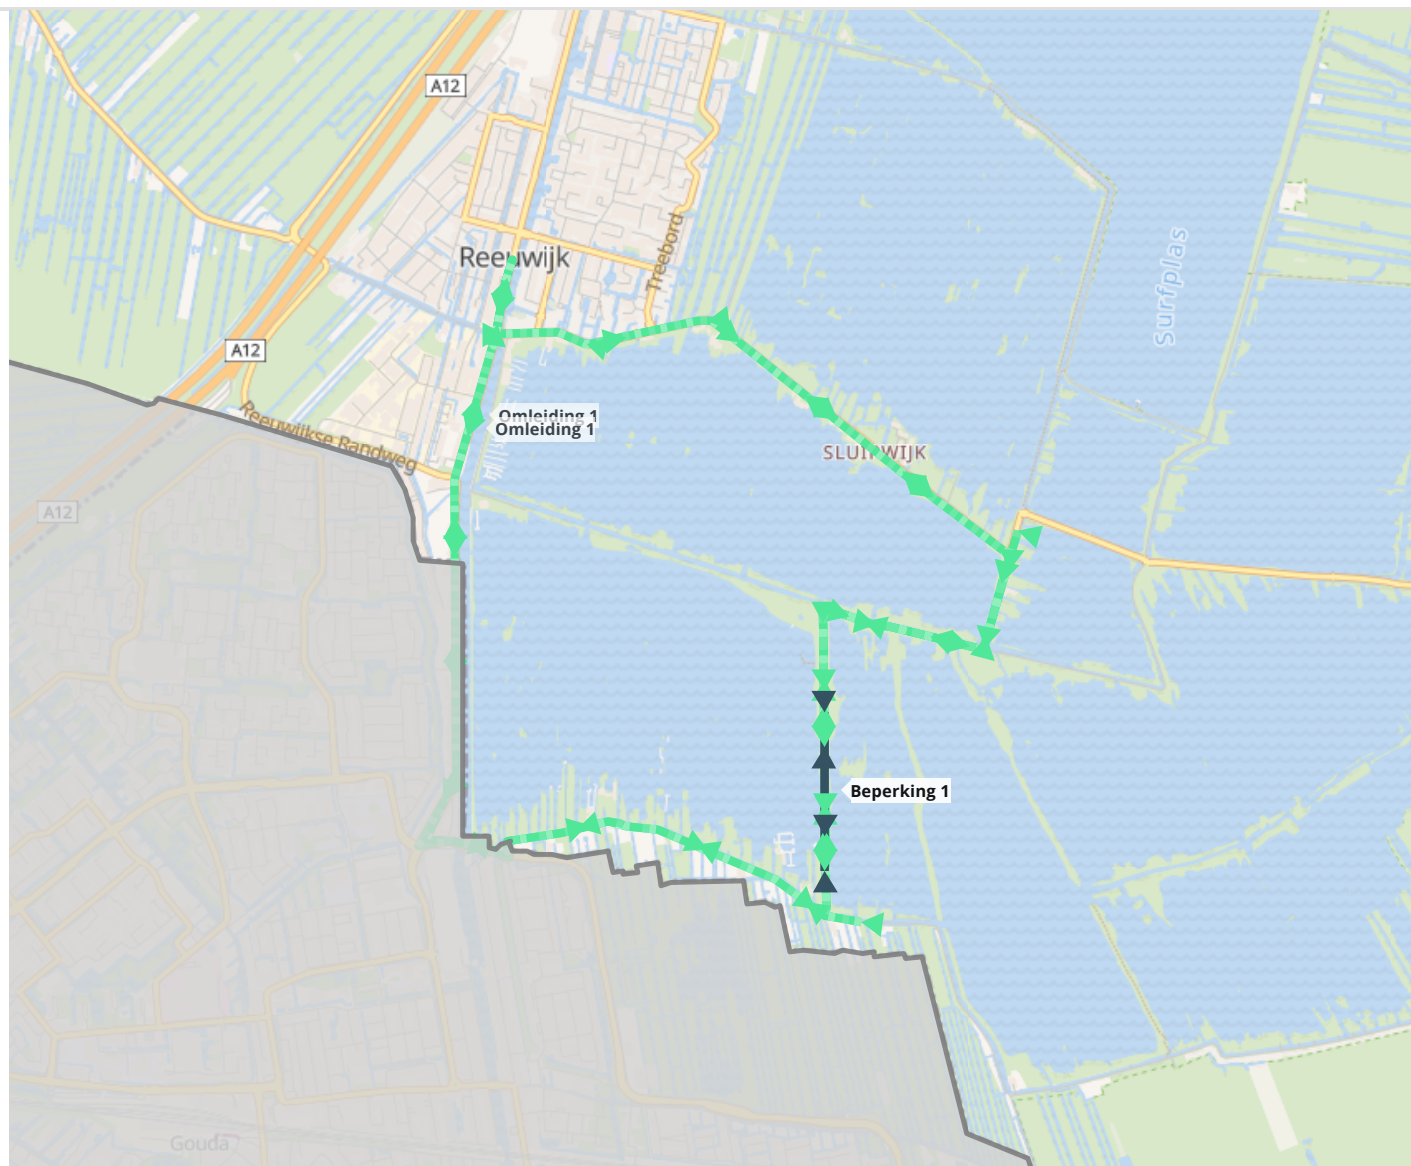 A12
Reeuwijk
Treebord
Surfplas
A12
Reeuwijkse Randweg
Omleiding 1
Omleiding 1
SLUIPWIJK
A12
Beperking 1
Gouda